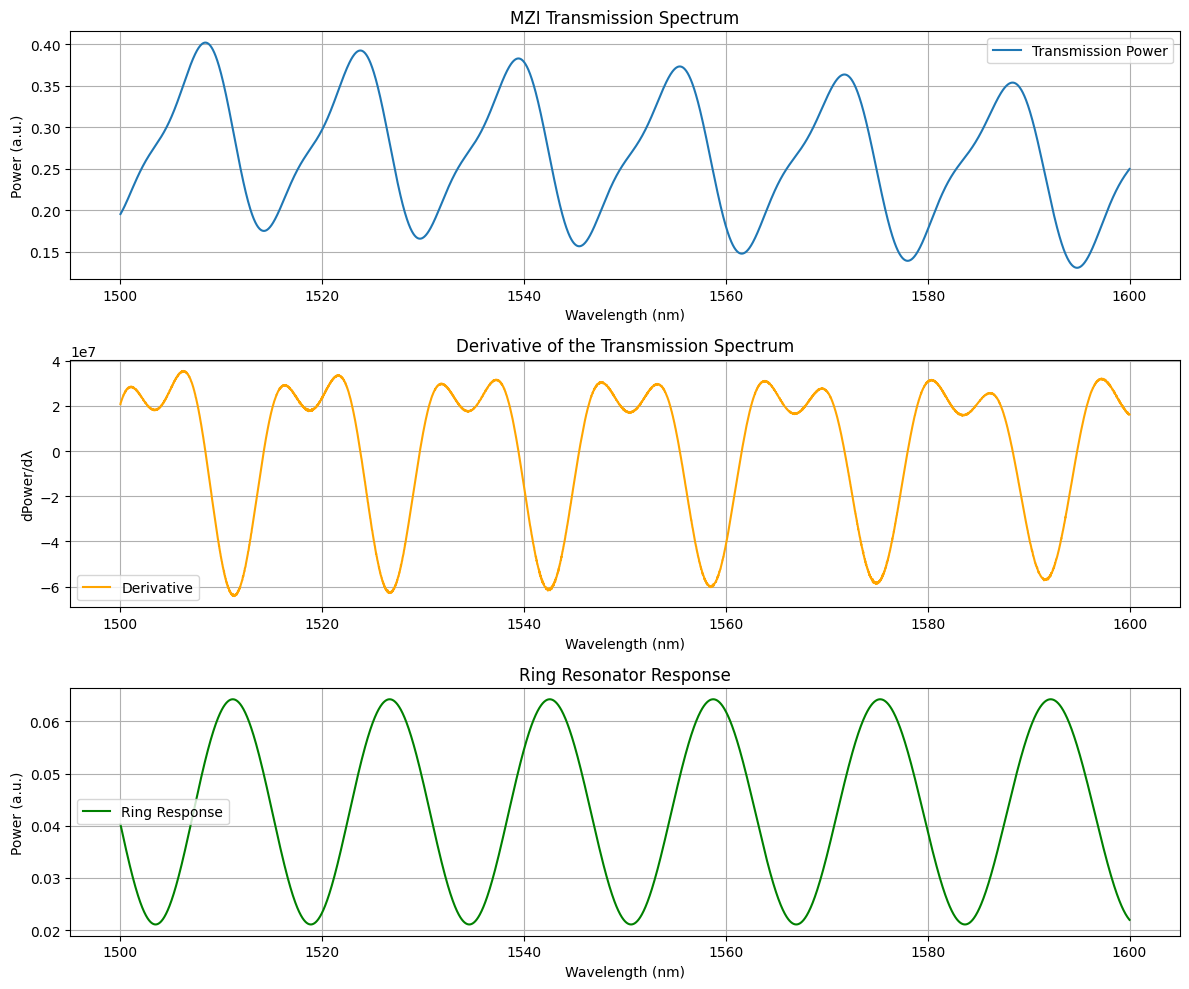 MZI Transmission Spectrum
Power (a.u.)
0.40
0.35
0.30
0.25
0.20
0.15
Transmission Power
1500 1520 1540 1560 1580 1600
Wavelength (nm)
Derivative of the Transmission Spectrum
1e7
dPower/dλ
4
2
0
−2
−4
−6
Derivative
1500 1520 1540 1560 1580 1600
Wavelength (nm)
Ring Resonator Response
Power (a.u.)
0.06
0.05
0.04
0.03
0.02
Ring Response
1500 1520 1540 1560 1580 1600
Wavelength (nm)